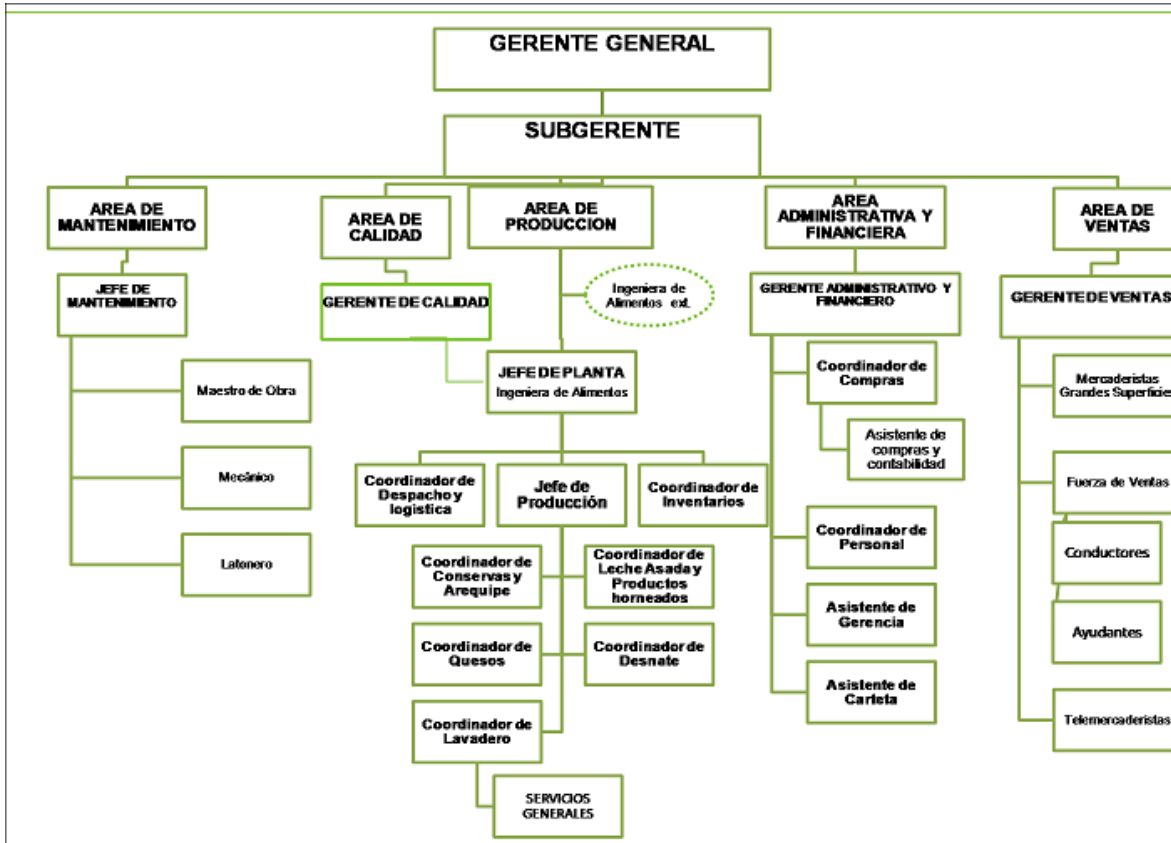 GERENTE GENERAL
SUBGERENTE
AREA DE
MANTENIMIENTO
AREA DE
CALIDAD
AREA DE
PRODUCCION
AREA
ADMINISTRATIVA Y
FINANCIERA
AREA DE
VENTAS
JEFE DE
MANTENIMIENTO
GERENTE DE CALIDAD
Ingeniera de
Alimentos ext.
GERENTE ADMINISTRATIVO Y
FINANCIERO
GERENTE DE VENTAS
JEFE DE PLANTA
Ingeniera de Alimentos
Maestro de Obra
Mecánico
Latonero
Coordinador de
Despacho y
logistica
Jefe de
Producción
Coordinador de
Inventarios
Coordinador de
Conservas y
Arequipe
Coordinador de
Leche Asada y
Productos
horneados
Coordinador de
Quesos
Coordinador de
Desnate
Coordinador de
Lavadero
SERVICIOS
GENERALES
Coordinador de
Compras
Asistente de
compras y
contabilidad
Coordinador de
Personal
Asistente de
Gerencia
Asistente de
Carteta
Mercaderistas
Grandes Superficies
Fuerza de Ventas
Conductores
Ayudantes
Telemercaderistas